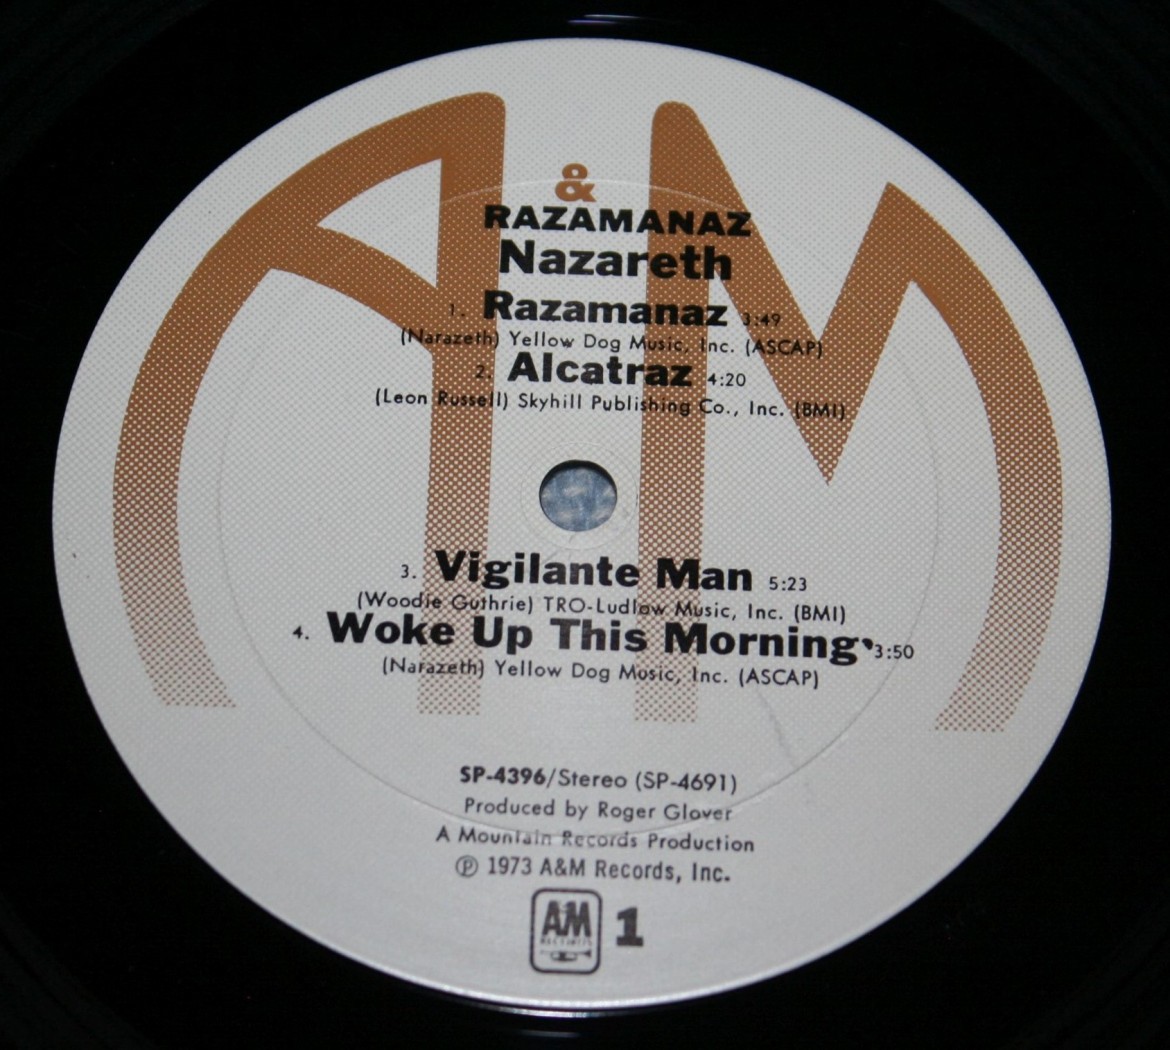 A & M
RAZAMANAZ
Nazareth
1. Razamanaz 3:49
(Narazeth) Yellow Dog Music, Inc. (ASCAP)
2. Alcatraz 4:20
(Leon Russell) Skyhill Publishing Co., Inc. (BMI)
3. Vigilante Man 5:23
(Woodie Guthrie) TRO-Ludlow Music, Inc. (BMI)
4. Woke Up This Morning 3:50
(Narazeth) Yellow Dog Music, Inc. (ASCAP)
SP-4396/Stereo (SP-4691)
Produced by Roger Glover
A Mountain Records Production
℗ 1973 A&M Records, Inc.
A&M RECORDS 1